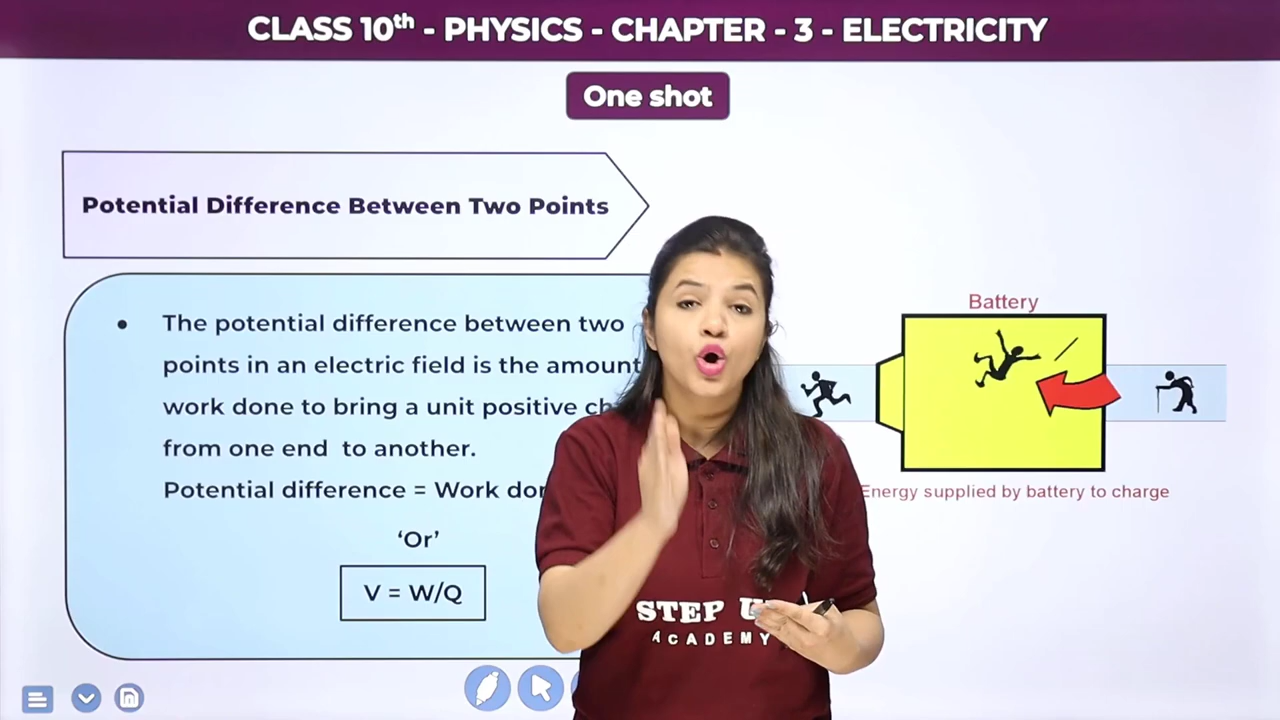 CLASS 10th - PHYSICS - CHAPTER - 3 - ELECTRICITY
One shot
Potential Difference Between Two Points
The potential difference between two
points in an electric field is the amount
work done to bring a unit positive
from one end to another.
Potential difference = Work
‘Or’
V = W/Q
Battery
Energy supplied by battery to charge
STEP
ACADEMY